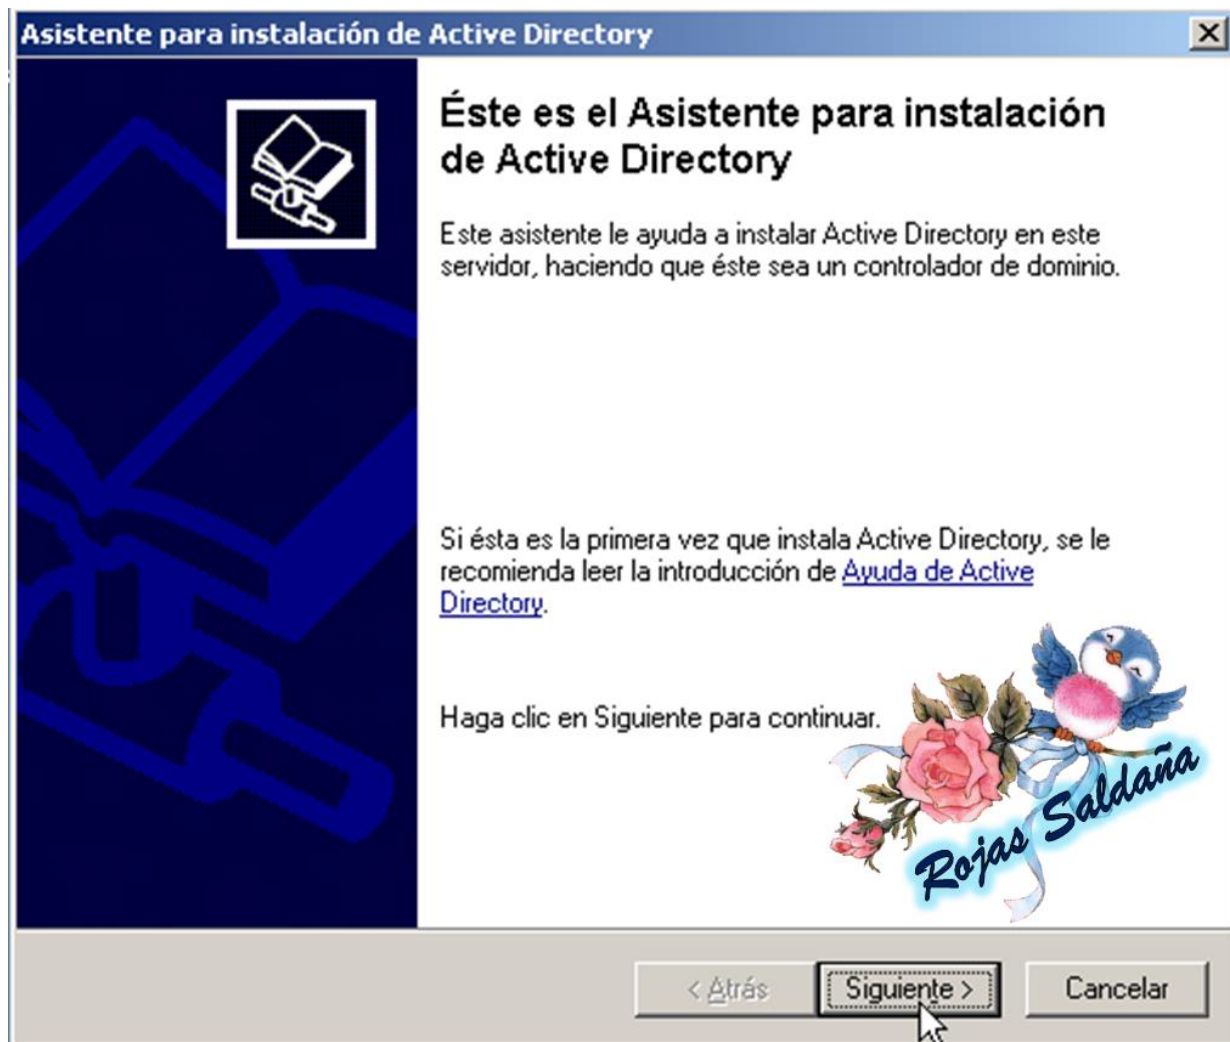 Asistente para instalación de Active Directory
Éste es el Asistente para instalación
de Active Directory
Este asistente le ayuda a instalar Active Directory en este
servidor, haciendo que éste sea un controlador de dominio.
Si ésta es la primera vez que instala Active Directory, se le
recomienda leer la introducción de Ayuda de Active
Directory.
Haga clic en Siguiente para continuar.
Rojas Saldaña
< Atrás
Siguiente >
Cancelar